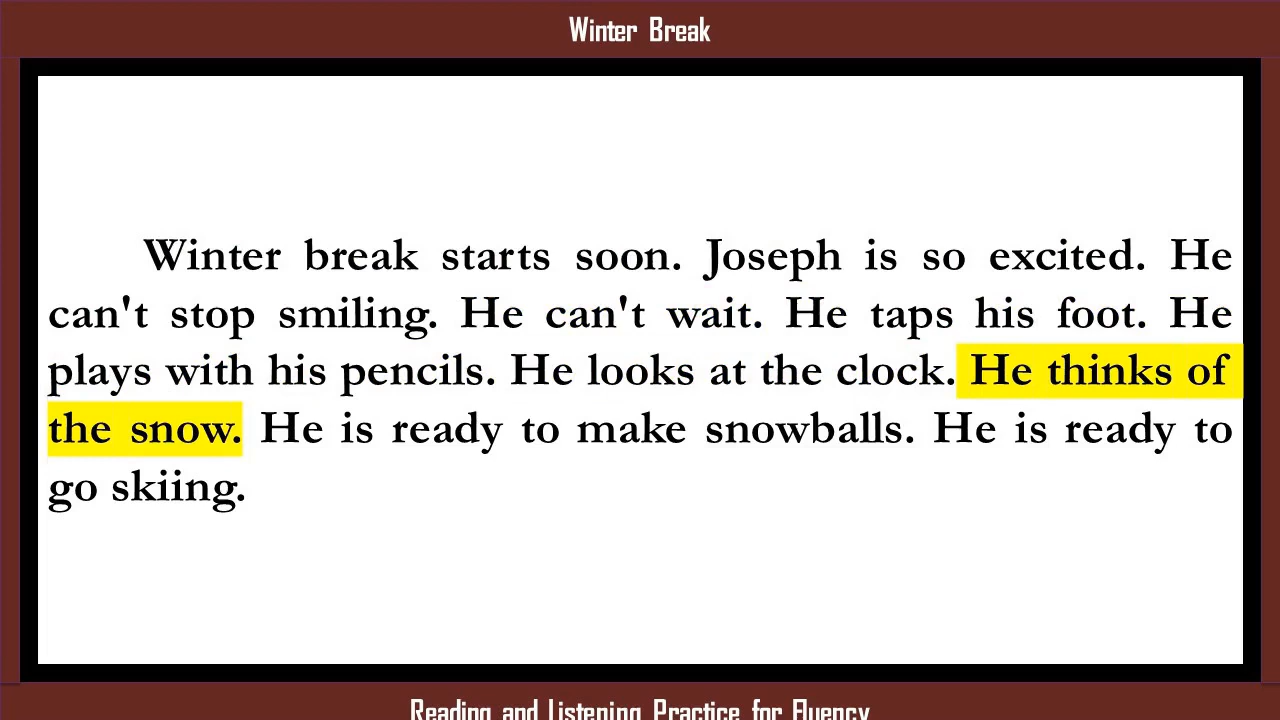 Winter Break
Winter break starts soon. Joseph is so excited. He
can't stop smiling. He can't wait. He taps his foot. He
plays with his pencils. He looks at the clock. He thinks of
the snow. He is ready to make snowballs. He is ready to
go skiing.
Reading and Listening Practice for Fluency